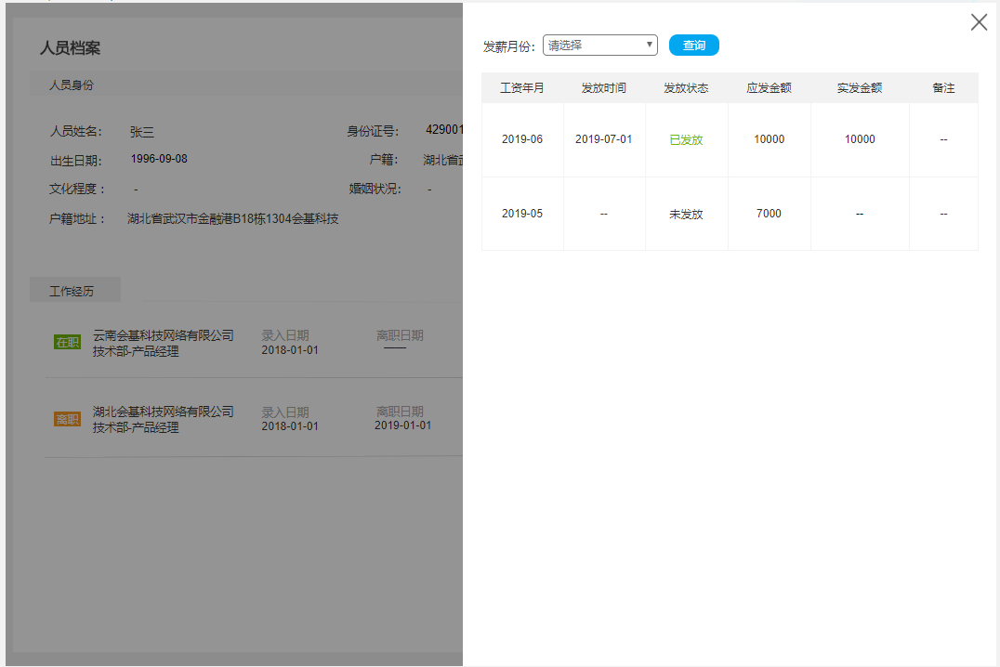 人员档案
人员身份
人员姓名： 张三 身份证号： 429001
出生日期： 1996-09-08 户籍： 湖北省武
文化程度： - 婚姻状况： -
户籍地址： 湖北省武汉市金融港B18栋1304会基科技
工作经历
在职 云南会基科技网络有限公司 录入日期 离职日期
技术部-产品经理 2018-01-01 ——
离职 湖北会基科技网络有限公司 录入日期 离职日期
技术部-产品经理 2018-01-01 2019-01-01
发薪月份： 请选择 查询
工资年月 发放时间 发放状态 应发金额 实发金额 备注
2019-06 2019-07-01 已发放 10000 10000 --
2019-05 -- 未发放 7000 -- --